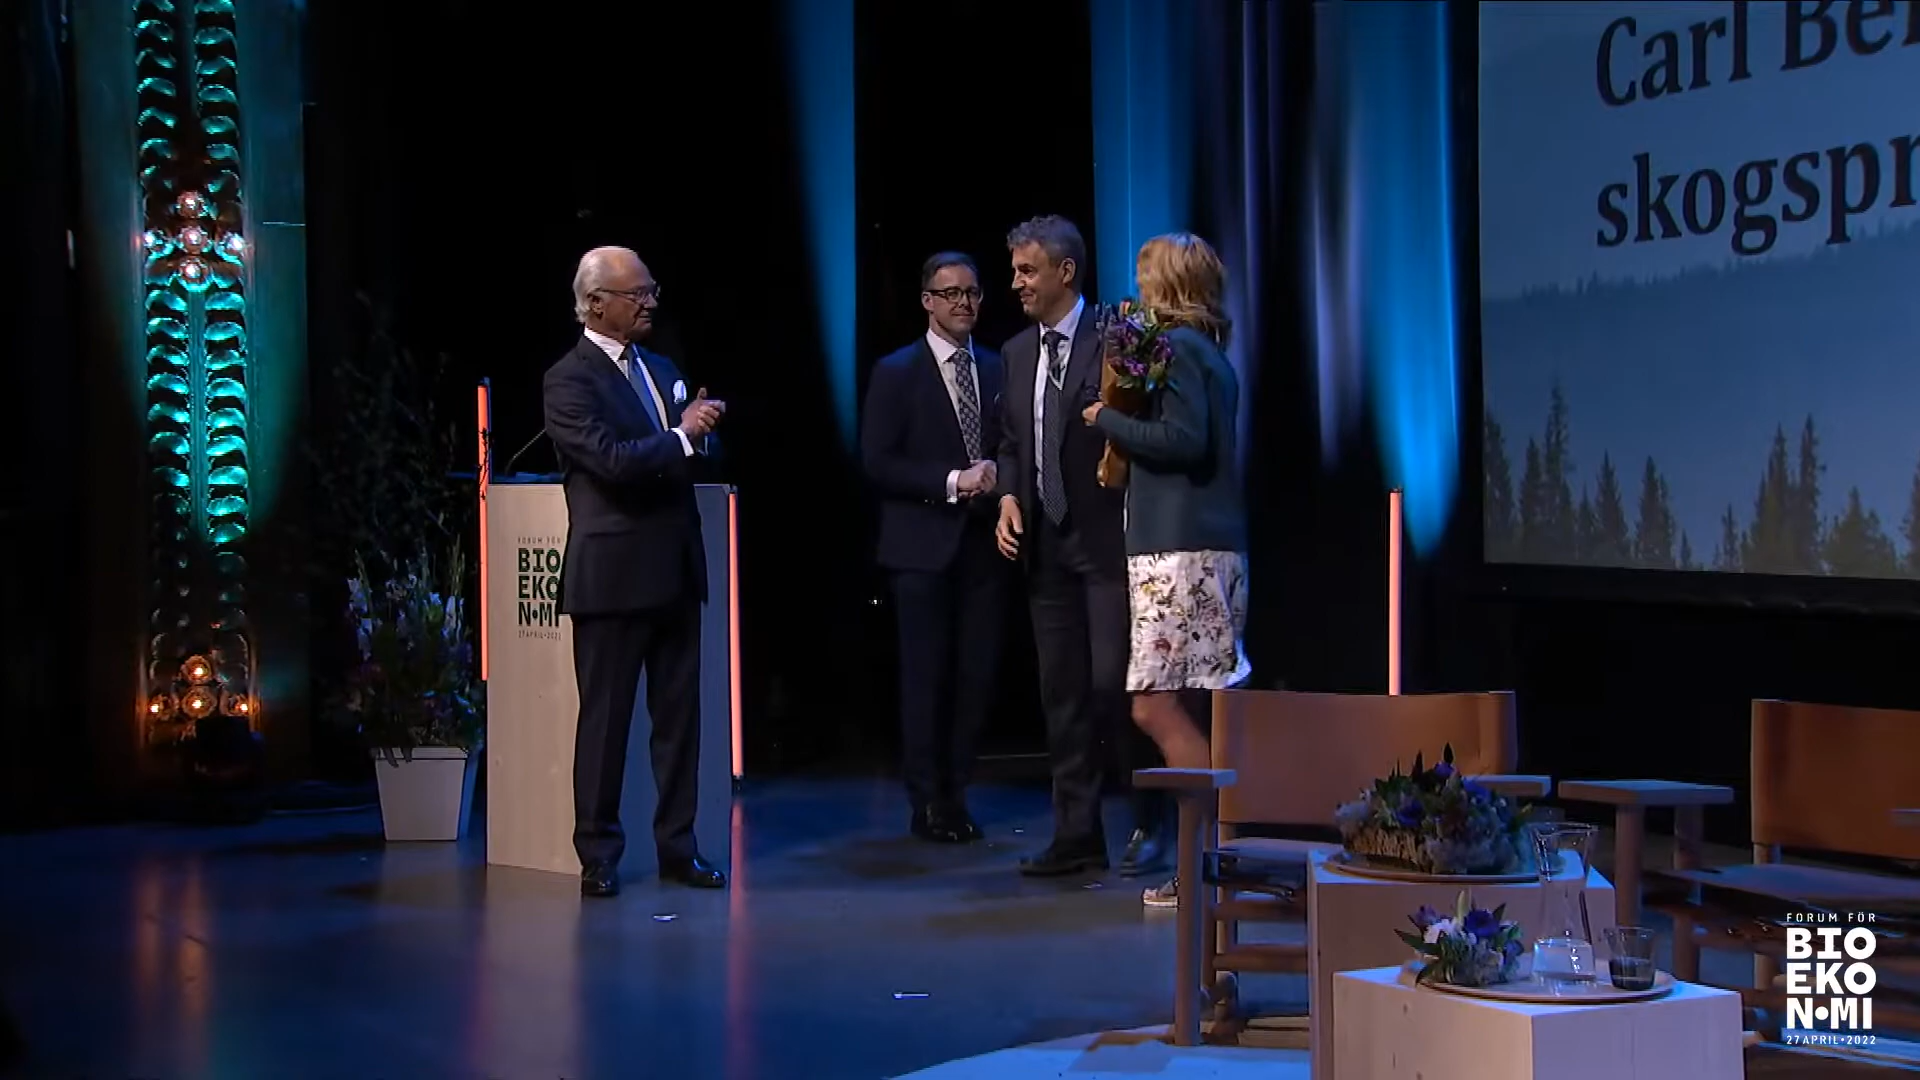 Carl Be
skogspr
FORUM FÖR
BIO
EKO
N•MI
27 APRIL•2022
FORUM FÖR
BIO
EKO
N•MI
27 APRIL•2022